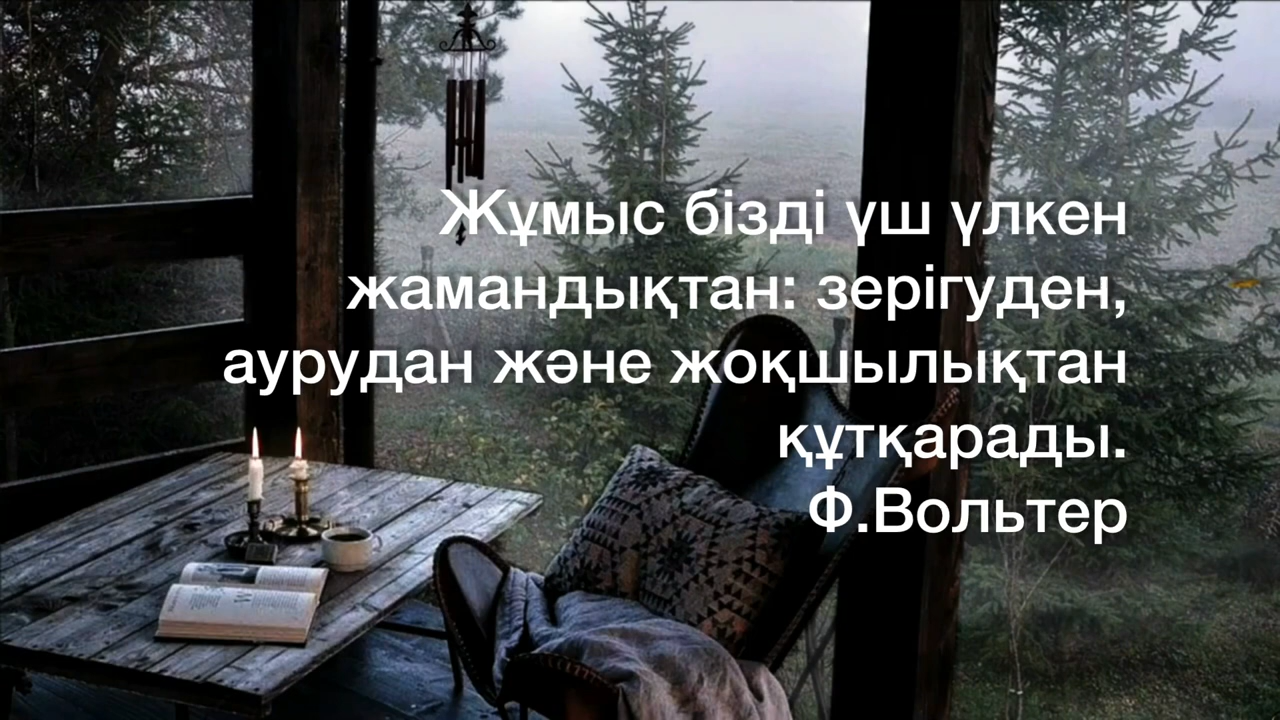 Жұмыс бізді үш үлкен
жамандықтан: зерігуден,
аурудан және жоқшылықтан
құтқарады.
Ф.Вольтер